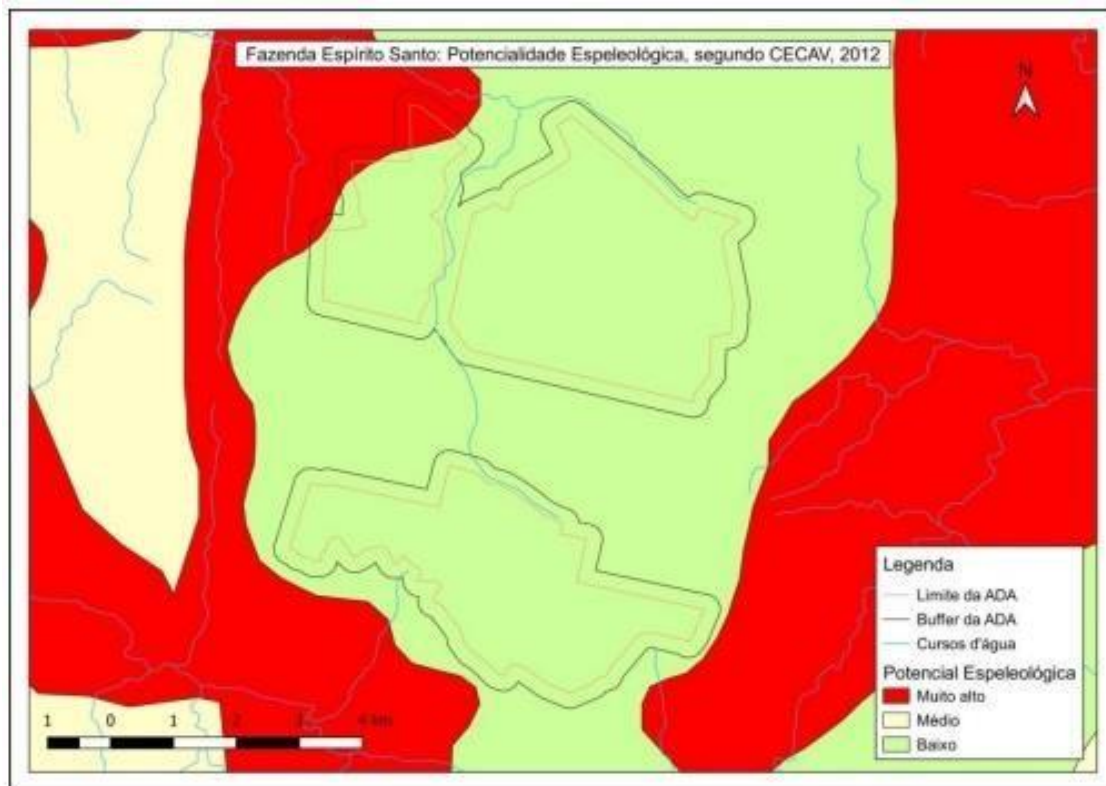 Fazenda Espírito Santo: Potencialidade Espeleológica, segundo CECAV, 2012
N
Legenda
Limite da ADA
Buffer da ADA
Cursos d'água
Potencial Espeleológica
Muito alto
Médio
Baixo
1 0 1 2 3 4 km